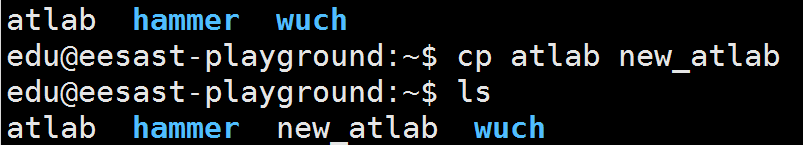 atlab  hammer  wuch
edu@eesast-playground:~$ cp atlab new_atlab
edu@eesast-playground:~$ ls
atlab  hammer  new_atlab  wuch